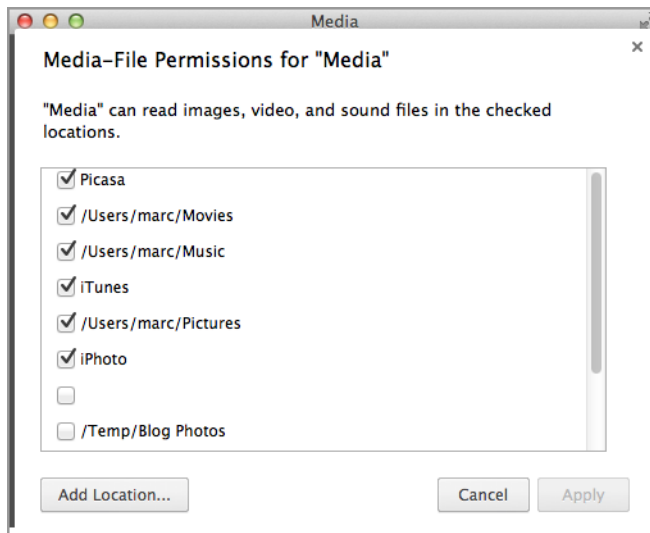 Media
Media-File Permissions for "Media"
"Media" can read images, video, and sound files in the checked
locations.
Picasa
/Users/marc/Movies
/Users/marc/Music
iTunes
/Users/marc/Pictures
iPhoto
/Temp/Blog Photos
Add Location...
Cancel
Apply